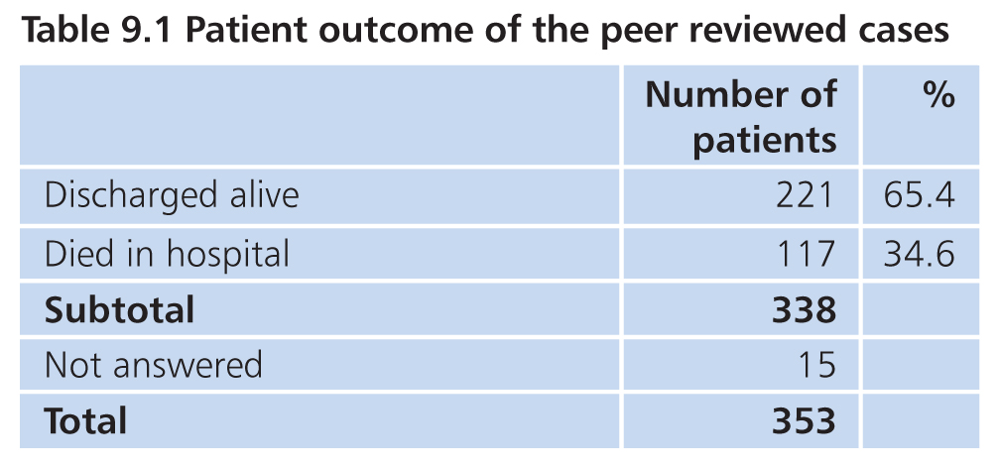 Table 9.1 Patient outcome of the peer reviewed cases
Number of patients %
Discharged alive 221 65.4
Died in hospital 117 34.6
Subtotal 338
Not answered 15
Total 353